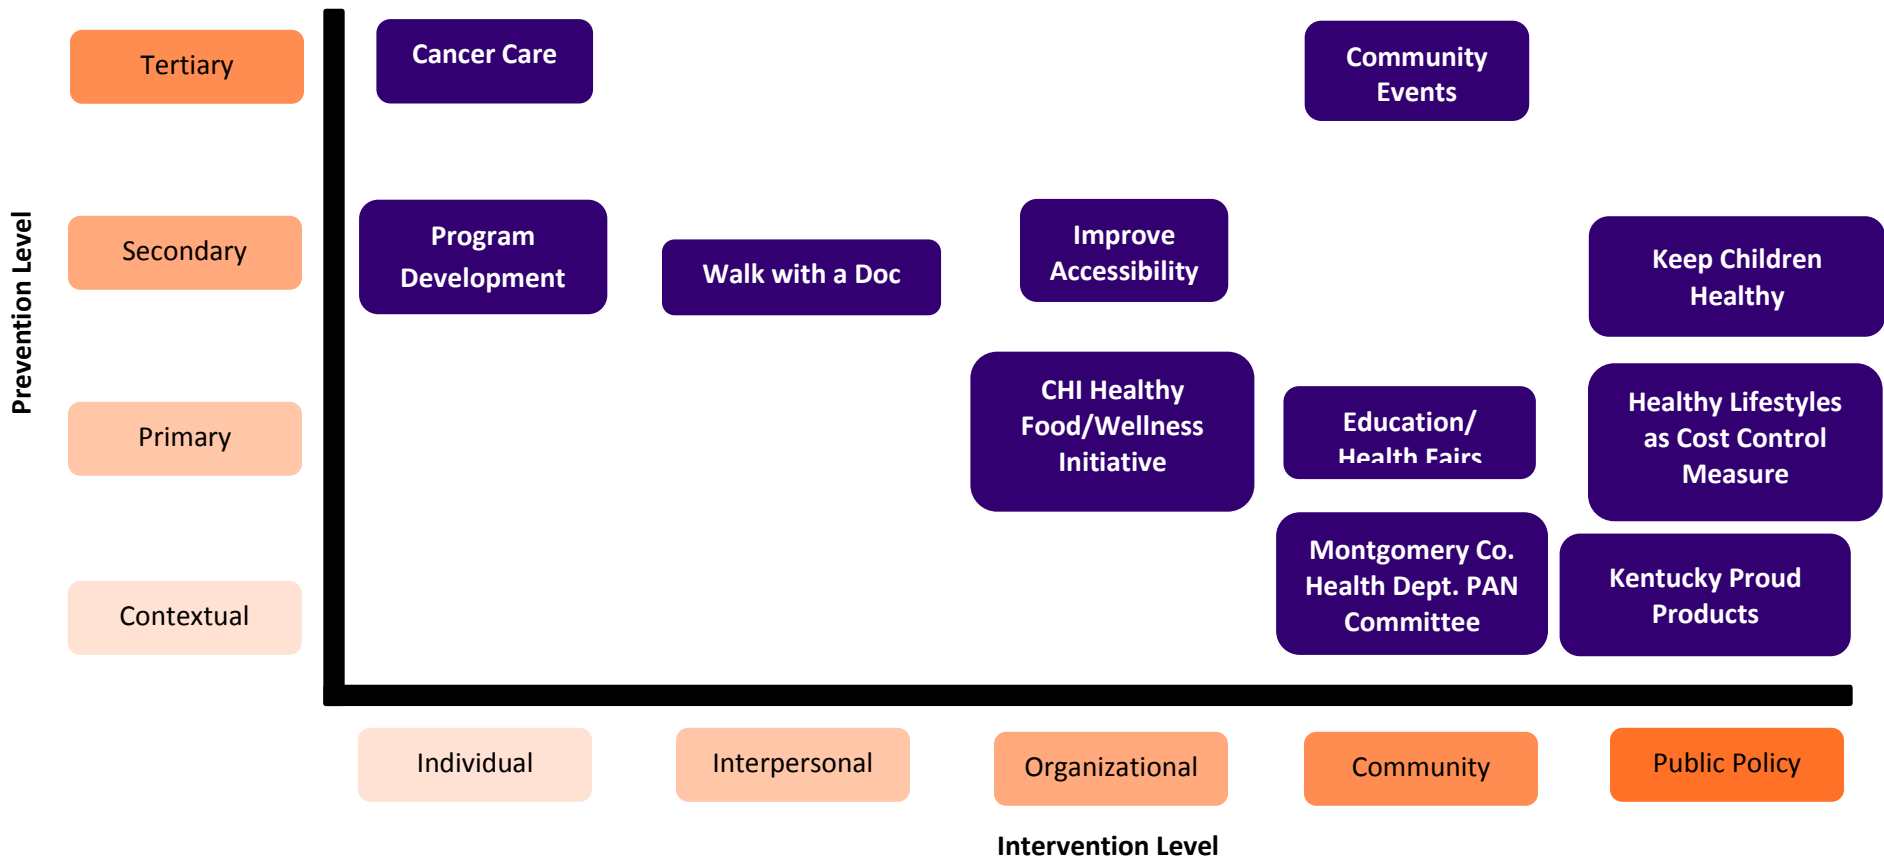 Prevention Level
Tertiary
Cancer Care
Community
Events
Secondary
Program
Development
Walk with a Doc
Improve
Accessibility
Keep Children
Healthy
Primary
CHI Healthy
Food/Wellness
Initiative
Education/
Health Fairs
Healthy Lifestyles
as Cost Control
Measure
Contextual
Montgomery Co.
Health Dept. PAN
Committee
Kentucky Proud
Products
Individual
Interpersonal
Organizational
Community
Public Policy
Intervention Level